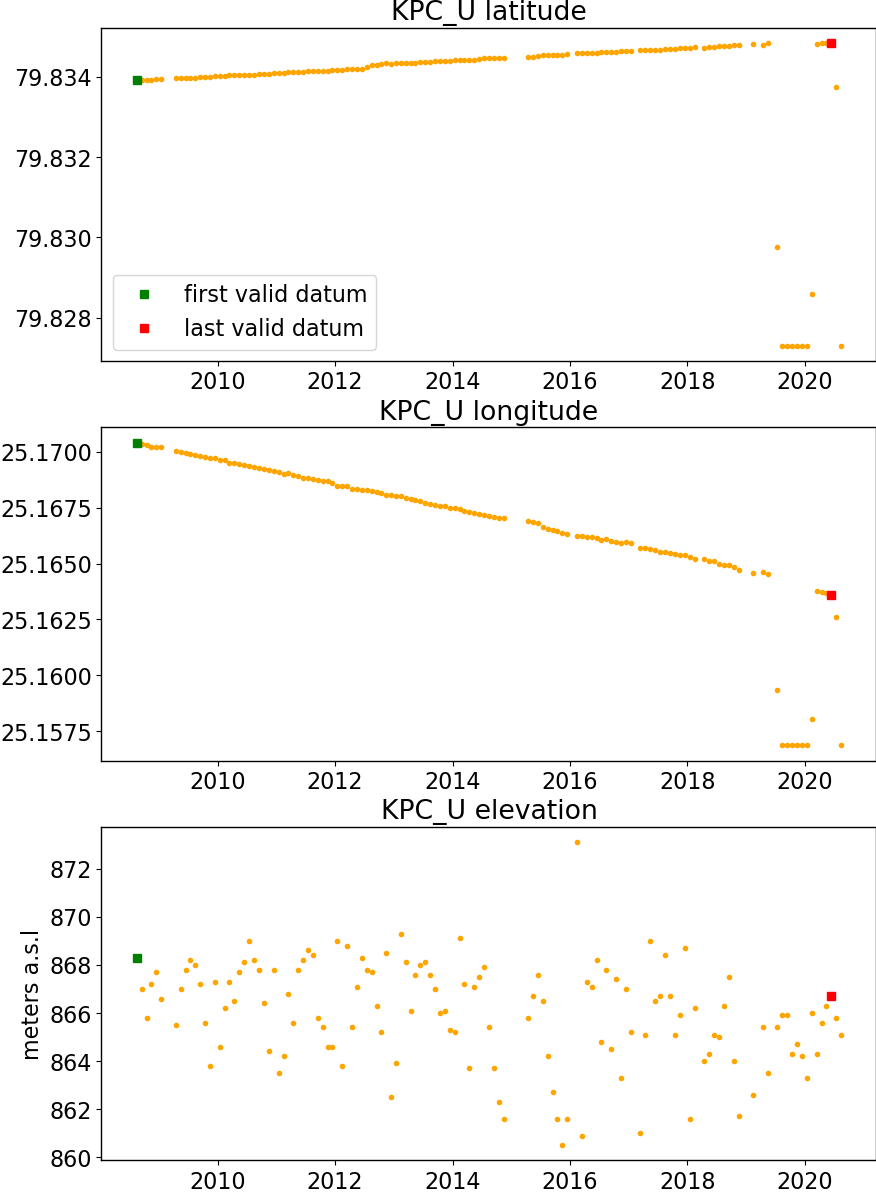 KPC_U latitude
79.834
79.832
79.830
79.828
first valid datum
last valid datum
2010 2012 2014 2016 2018 2020
KPC_U longitude
25.1700
25.1675
25.1650
25.1625
25.1600
25.1575
2010 2012 2014 2016 2018 2020
KPC_U elevation
meters a.s.l
872
870
868
866
864
862
860
2010 2012 2014 2016 2018 2020